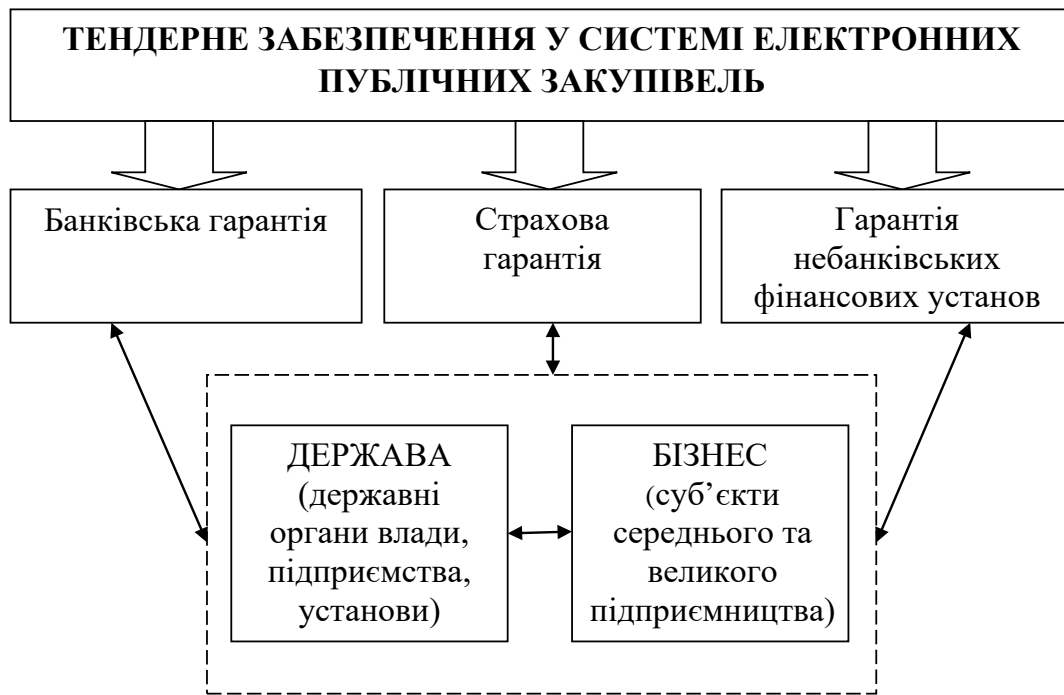 ТЕНДЕРНЕ ЗАБЕЗПЕЧЕННЯ У СИСТЕМІ ЕЛЕКТРОННИХ
ПУБЛІЧНИХ ЗАКУПІВЕЛЬ
Банківська гарантія
Страхова
гарантія
Гарантія
небанківських
фінансових установ
ДЕРЖАВА
(державні
органи влади,
підприємства,
установи)
БІЗНЕС
(суб’єкти
середнього та
великого
підприємництва)